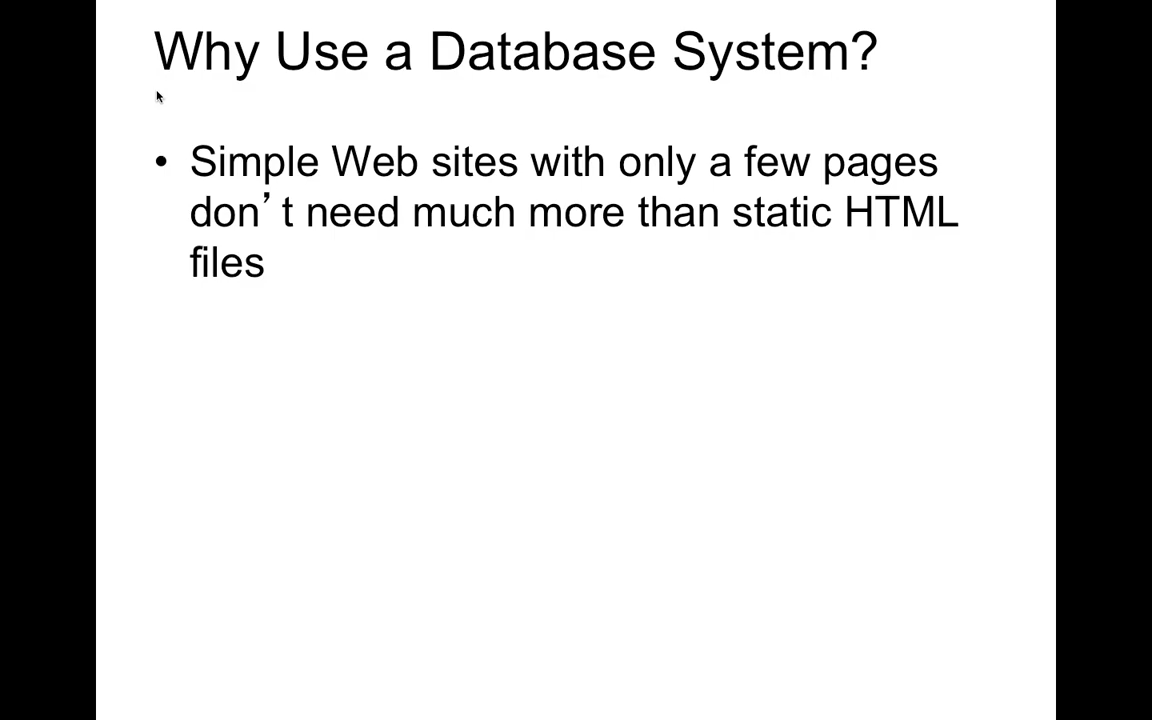 Why Use a Database System?
• Simple Web sites with only a few pages
don’t need much more than static HTML
files